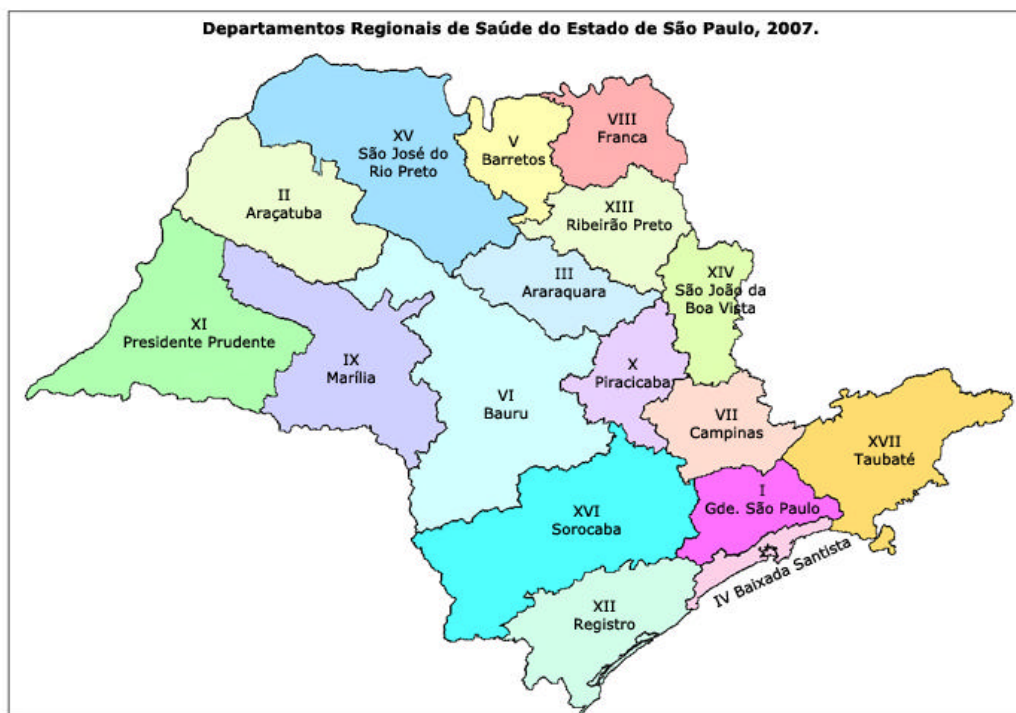 Departamentos Regionais de Saúde do Estado de São Paulo, 2007.
XV
São José do
Rio Preto
V
Barretos
VIII
Franca
II
Araçatuba
XIII
Ribeirão Preto
III
Araraquara
XIV
São João da
Boa Vista
XI
Presidente Prudente
IX
Marília
X
Piracicaba
VI
Bauru
VII
Campinas
XVII
Taubaté
I
Gde. São Paulo
XVI
Sorocaba
IV Baixada Santista
XII
Registro